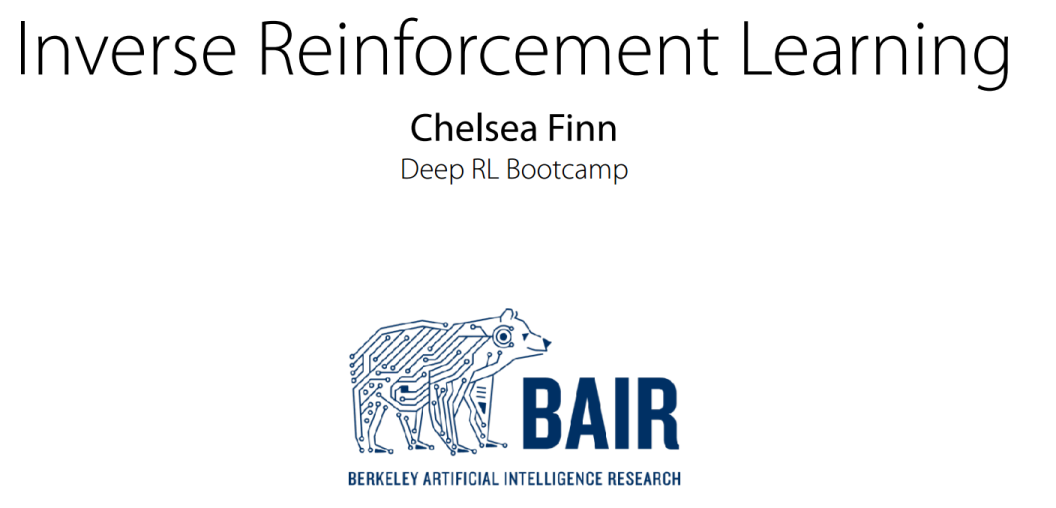 Inverse Reinforcement Learning
Chelsea Finn
Deep RL Bootcamp
BAIR
BERKELEY ARTIFICIAL INTELLIGENCE RESEARCH